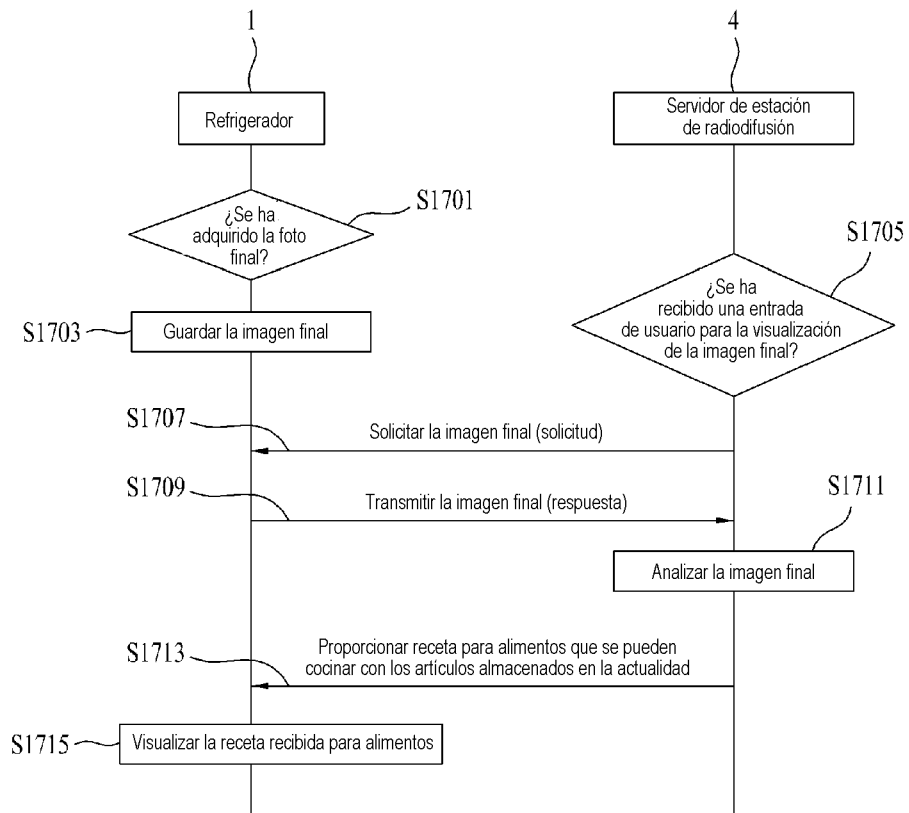 1
4
Refrigerador
Servidor de estación
de radiodifusión
¿Se ha
adquirido la foto
final?
S1701
¿Se ha
recibido una entrada
de usuario para la visualización
de la imagen final?
S1705
S1703
Guardar la imagen final
S1707
Solicitar la imagen final (solicitud)
S1709
Transmitir la imagen final (respuesta)
S1711
Analizar la imagen final
S1713
Proporcionar receta para alimentos que se pueden
cocinar con los artículos almacenados en la actualidad
S1715
Visualizar la receta recibida para alimentos